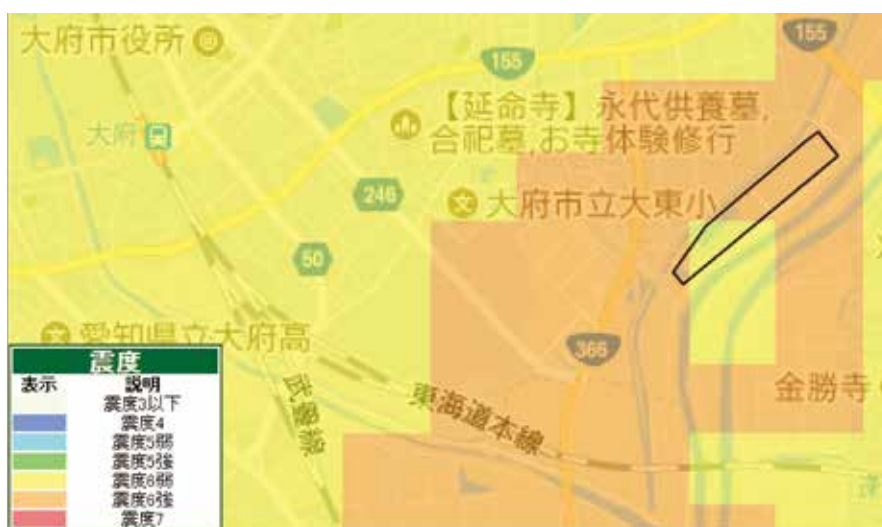 大府市役所
155
155
【延命寺】永代供養墓,
合祀墓,お寺体験修行
大府
246
大府市立大東小
50
愛知県立大府高
366
金勝寺
武豊線
東海道本線
震度
表示 説明
震度3以下
震度4
震度5弱
震度5強
震度6弱
震度6強
震度7